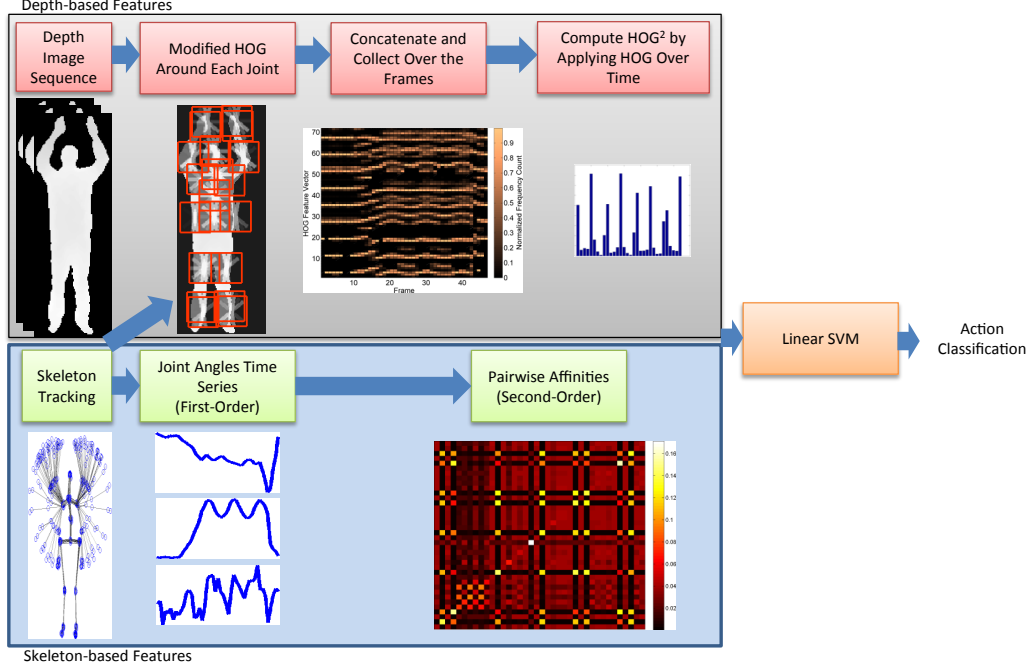 Depth-based Features
Depth
Image
Sequence
Modified HOG
Around Each Joint
Concatenate and
Collect Over the
Frames
Compute HOG² by
Applying HOG Over
Time
70
60
50
40
30
20
10
HOG Feature Vector
10
20
30
40
Frame
0.9
0.8
0.7
0.6
0.5
0.4
0.3
0.2
0.1
0
Normalized Frequency Count
Linear SVM
Action
Classification
Skeleton
Tracking
Joint Angles Time
Series
(First-Order)
Pairwise Affinities
(Second-Order)
0.16
0.14
0.12
0.1
0.08
0.06
0.04
0.02
Skeleton-based Features